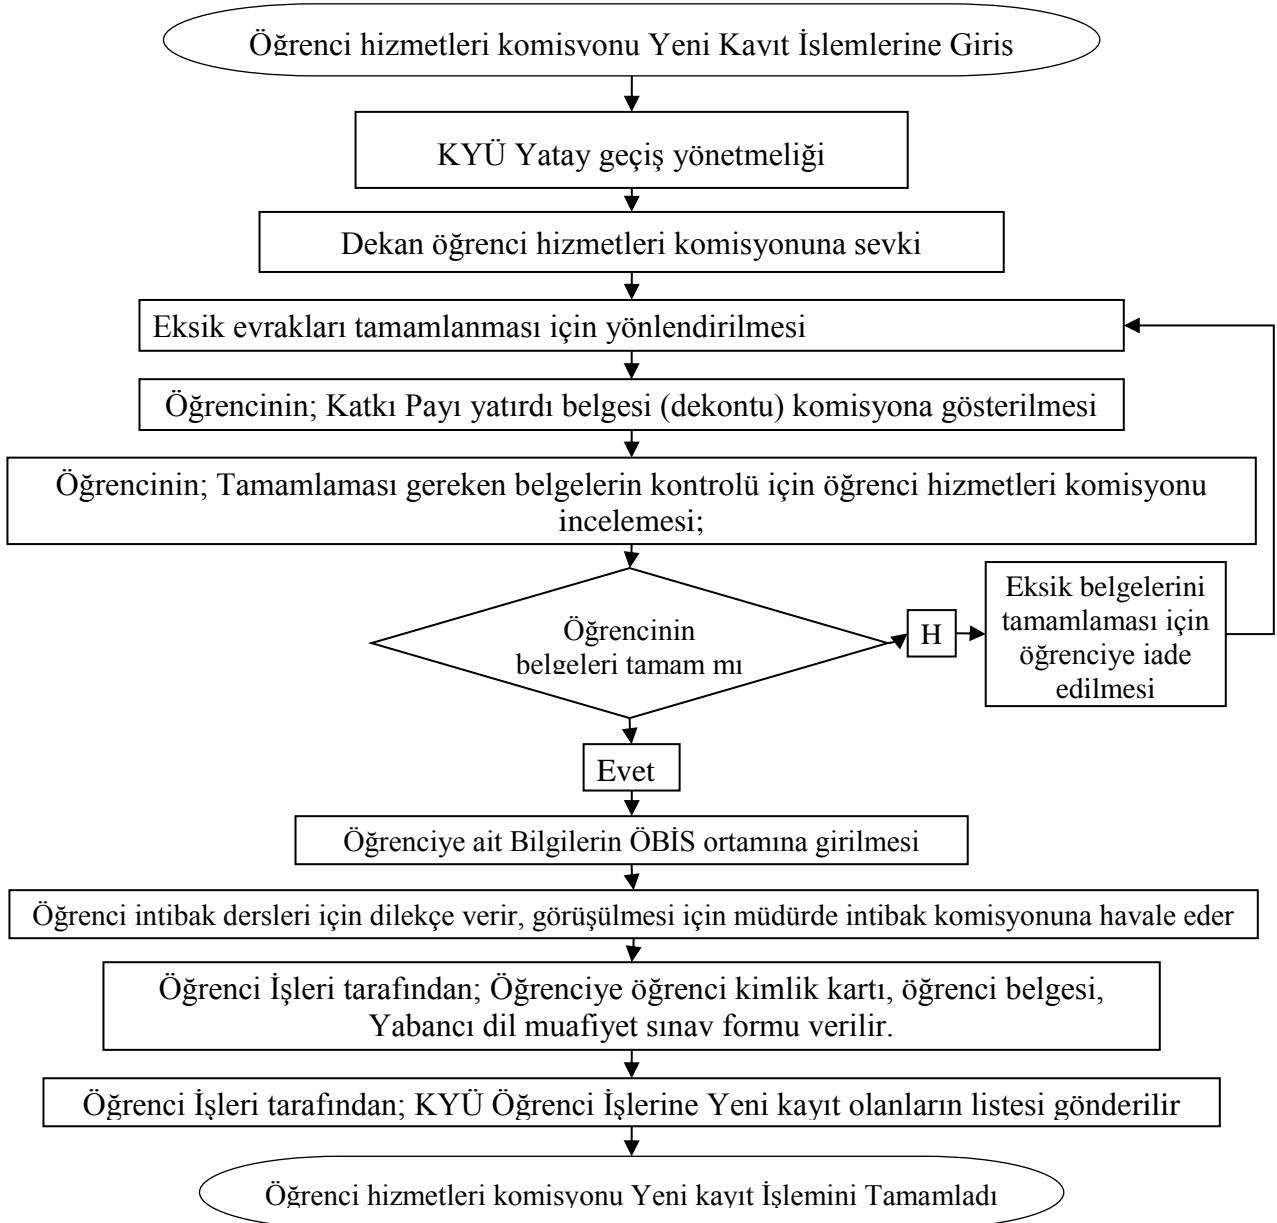 Öğrenci hizmetleri komisyonu Yeni Kayıt İşlemlerine Giriş
KYÜ Yatay geçiş yönetmeliği
Dekan öğrenci hizmetleri komisyonuna sevki
Eksik evrakları tamamlanması için yönlendirilmesi
Öğrencinin; Katkı Payı yatırdı belgesi (dekontu) komisyona gösterilmesi
Öğrencinin; Tamamlaması gereken belgelerin kontrolü için öğrenci hizmetleri komisyonu
incelemesi;
Öğrencinin
belgeleri tamam mı
H
Eksik belgelerini
tamamlaması için
öğrenciye iade
edilmesi
Evet
Öğrenciye ait Bilgilerin ÖBİS ortamına girilmesi
Öğrenci intibak dersleri için dilekçe verir, görüşülmesi için müdürde intibak komisyonuna havale eder
Öğrenci İşleri tarafından; Öğrenciye öğrenci kimlik kartı, öğrenci belgesi,
Yabancı dil muafiyet sınav formu verilir.
Öğrenci İşleri tarafından; KYÜ Öğrenci İşlerine Yeni kayıt olanların listesi gönderilir
Öğrenci hizmetleri komisyonu Yeni kayıt İşlemini Tamamladı